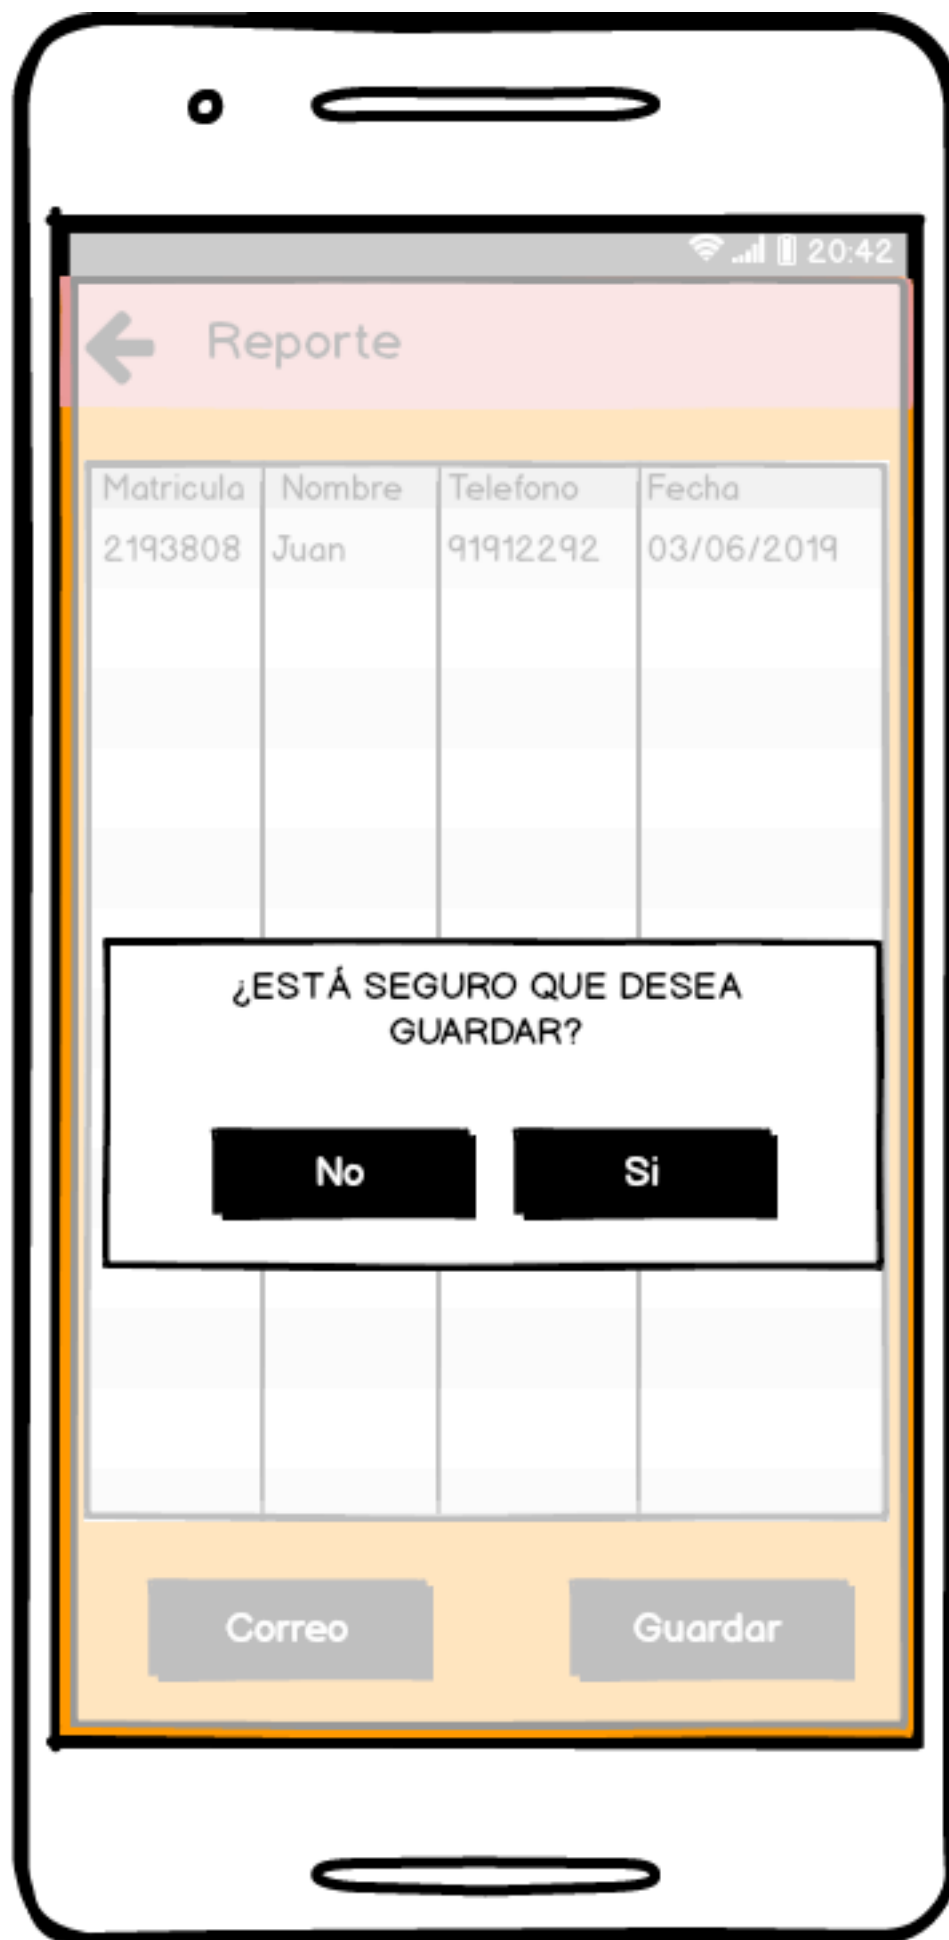 20:42
Reporte
Matricula Nombre Telefono Fecha
2193808 Juan 91912292 03/06/2019
¿ESTÁ SEGURO QUE DESEA
GUARDAR?
No Si
Correo Guardar